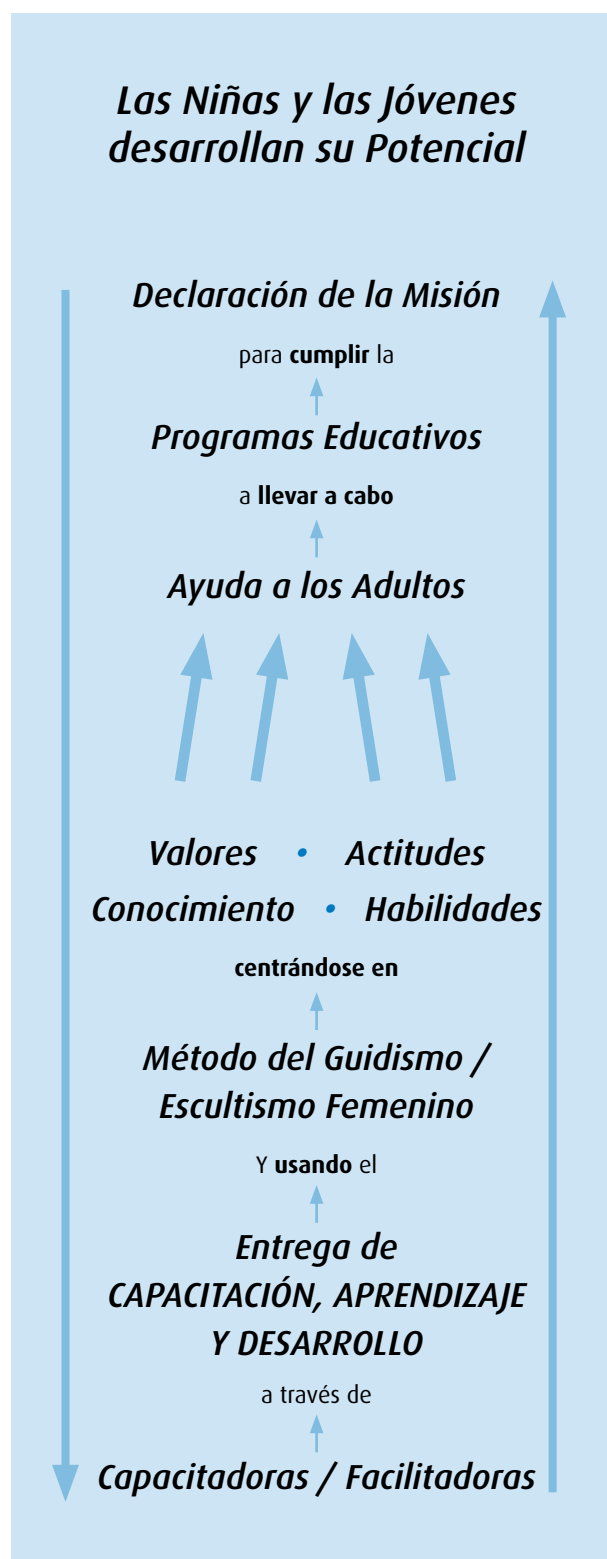 Las Niñas y las Jóvenes
desarrollan su Potencial
Declaración de la Misión
para cumplir la
Programas Educativos
a llevar a cabo
Ayuda a los Adultos
Valores • Actitudes
Conocimiento • Habilidades
centrándose en
Método del Guidismo /
Escultismo Femenino
Y usando el
Entrega de
CAPACITACIÓN, APRENDIZAJE
Y DESARROLLO
a través de
Capacitadoras / Facilitadoras